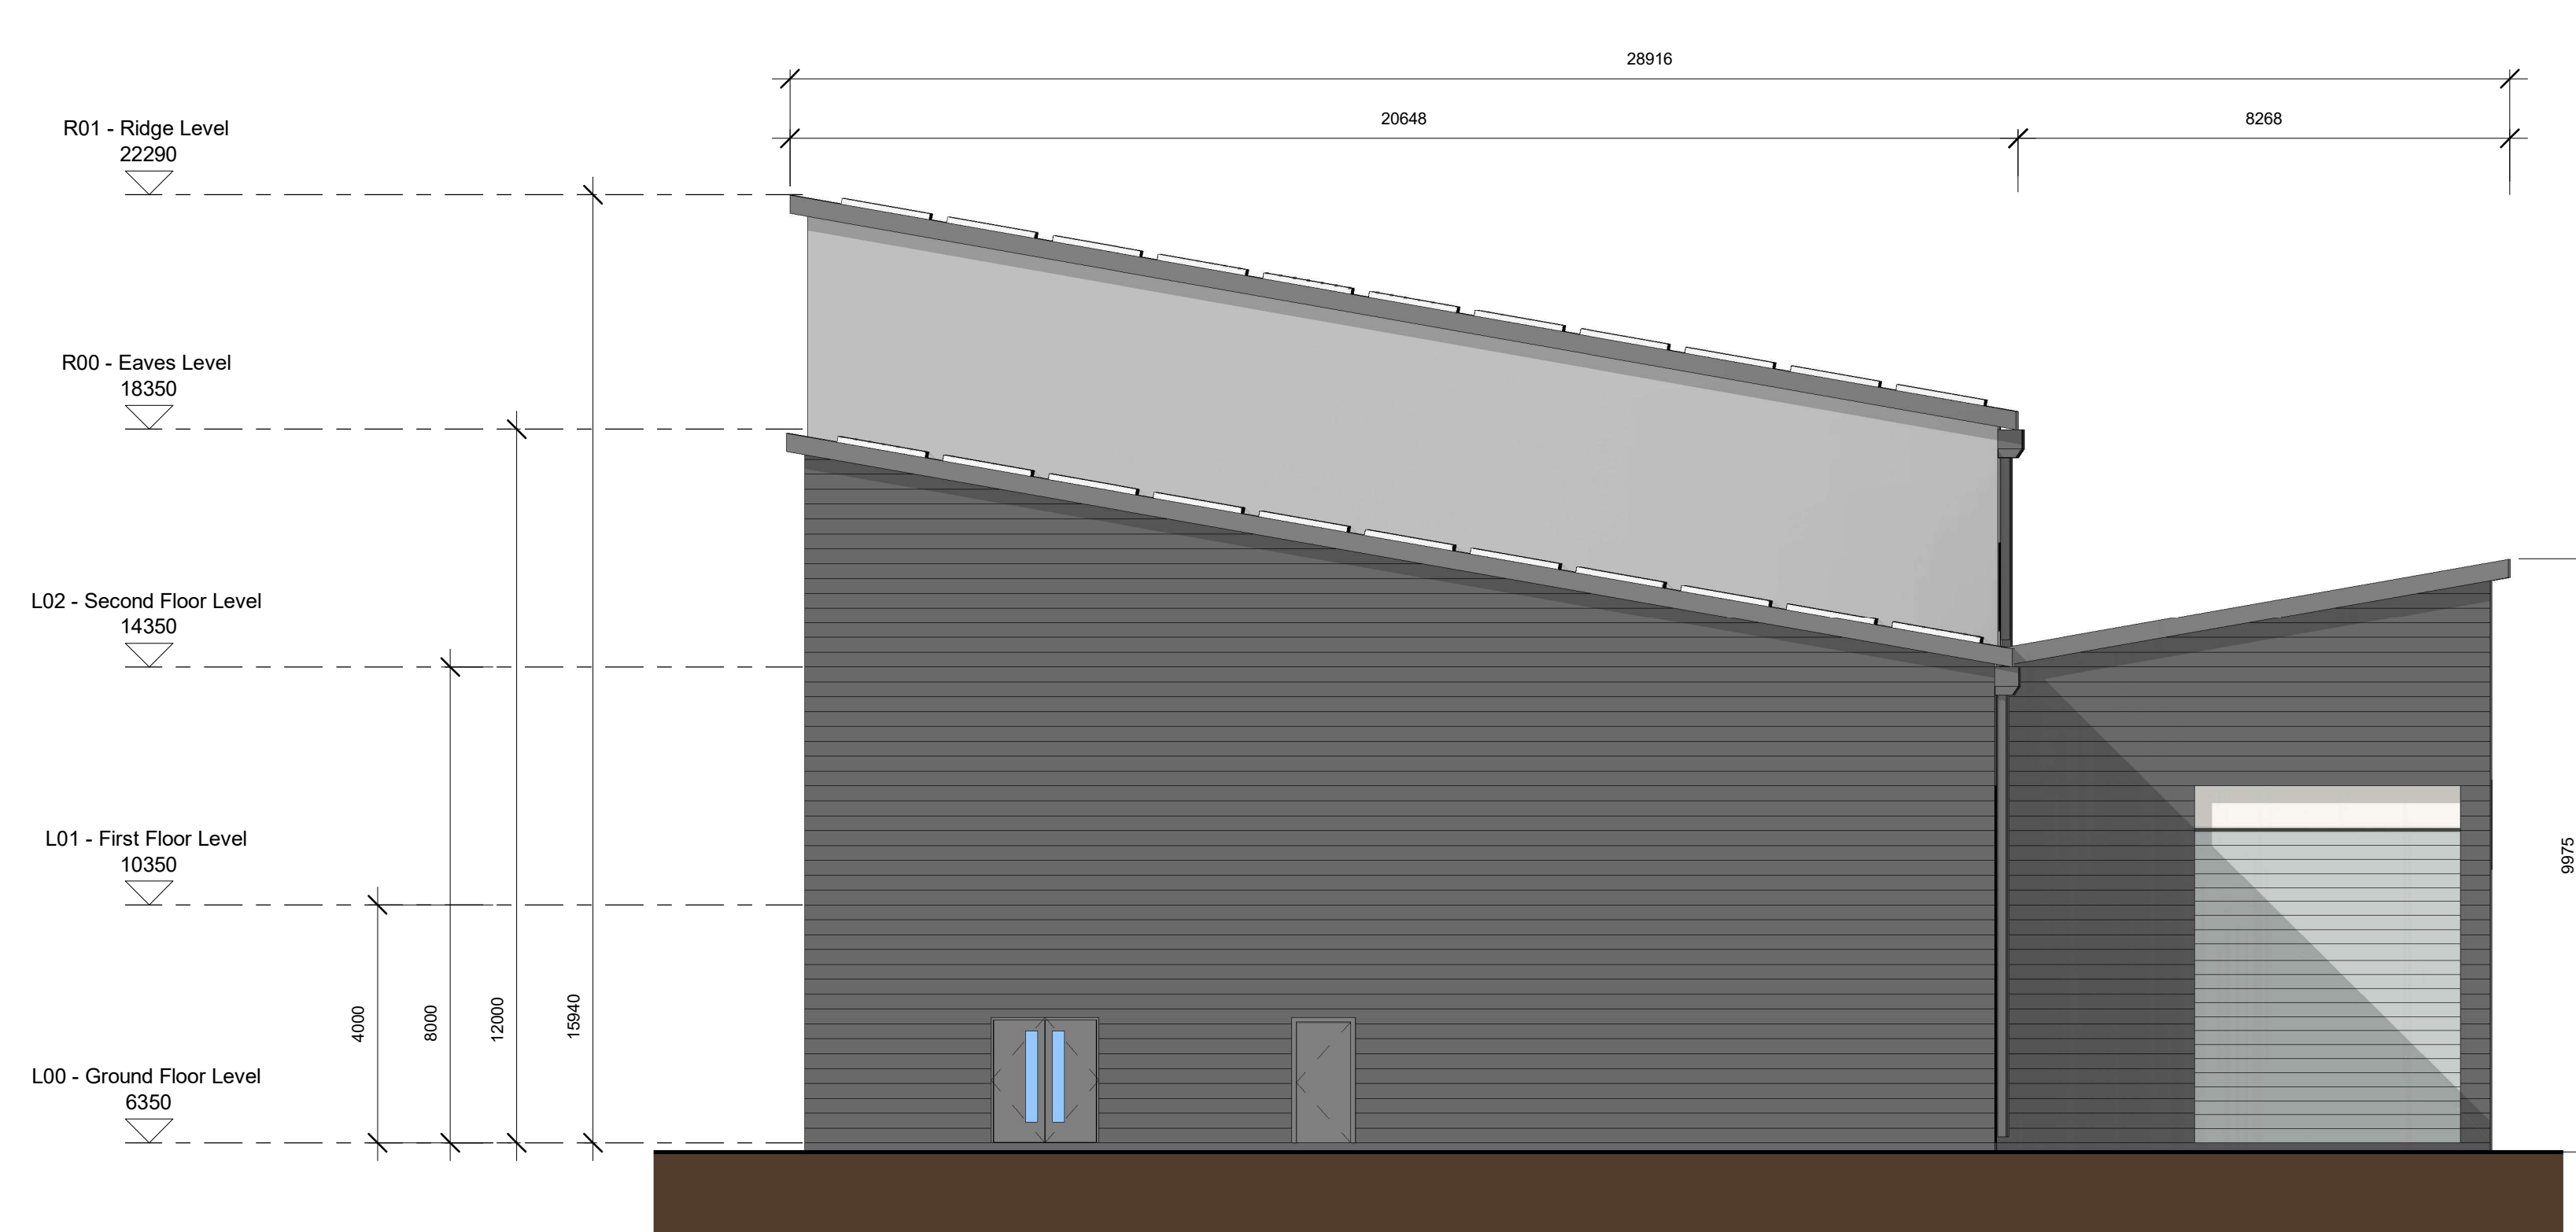 28916
20648
8268
R01 - Ridge Level
22290
R00 - Eaves Level
18350
L02 - Second Floor Level
14350
L01 - First Floor Level
10350
9975
4000
8000
12000
15940
L00 - Ground Floor Level
6350